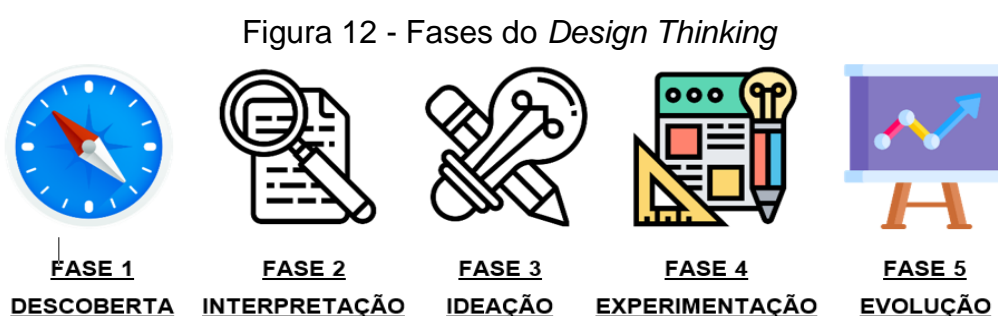 Figura 12 - Fases do Design Thinking
FASE 1
DESCOBERTA
FASE 2
INTERPRETAÇÃO
FASE 3
IDEAÇÃO
FASE 4
EXPERIMENTAÇÃO
FASE 5
EVOLUÇÃO